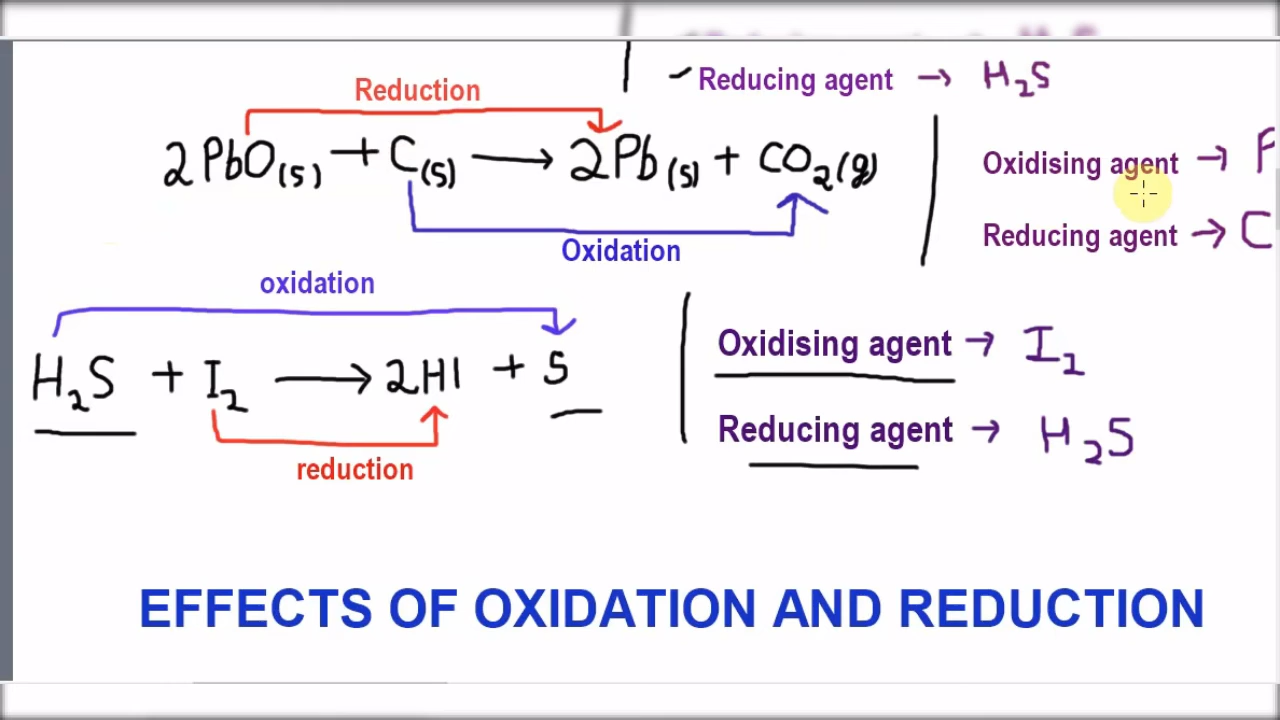 Reducing agent → H₂S
Reduction
2PbO(s) + C(s) → 2Pb(s) + CO₂(g)
Oxidation
Oxidising agent →
Reducing agent → C
oxidation
H₂S + I₂ → 2HI + S
reduction
Oxidising agent → I₂
Reducing agent → H₂S
EFFECTS OF OXIDATION AND REDUCTION